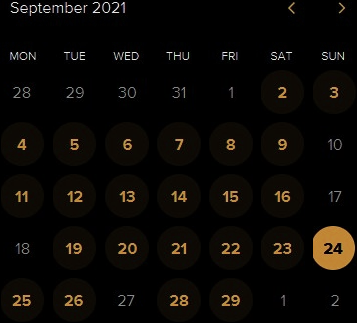 September 2021
MON TUE WED THU FRI SAT SUN
28 29 30 31 1 2 3
4 5 6 7 8 9 10
11 12 13 14 15 16 17
18 19 20 21 22 23 24
25 26 27 28 29 1 2